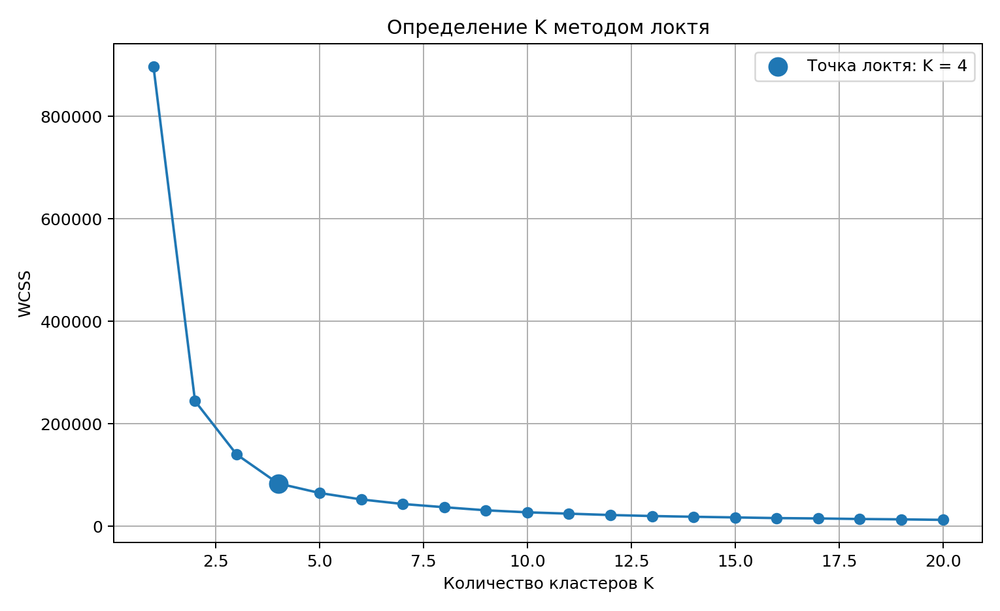 Определение K методом локтя
Точка локтя: K = 4
WCSS
800000
600000
400000
200000
0
2.5 5.0 7.5 10.0 12.5 15.0 17.5 20.0
Количество кластеров K